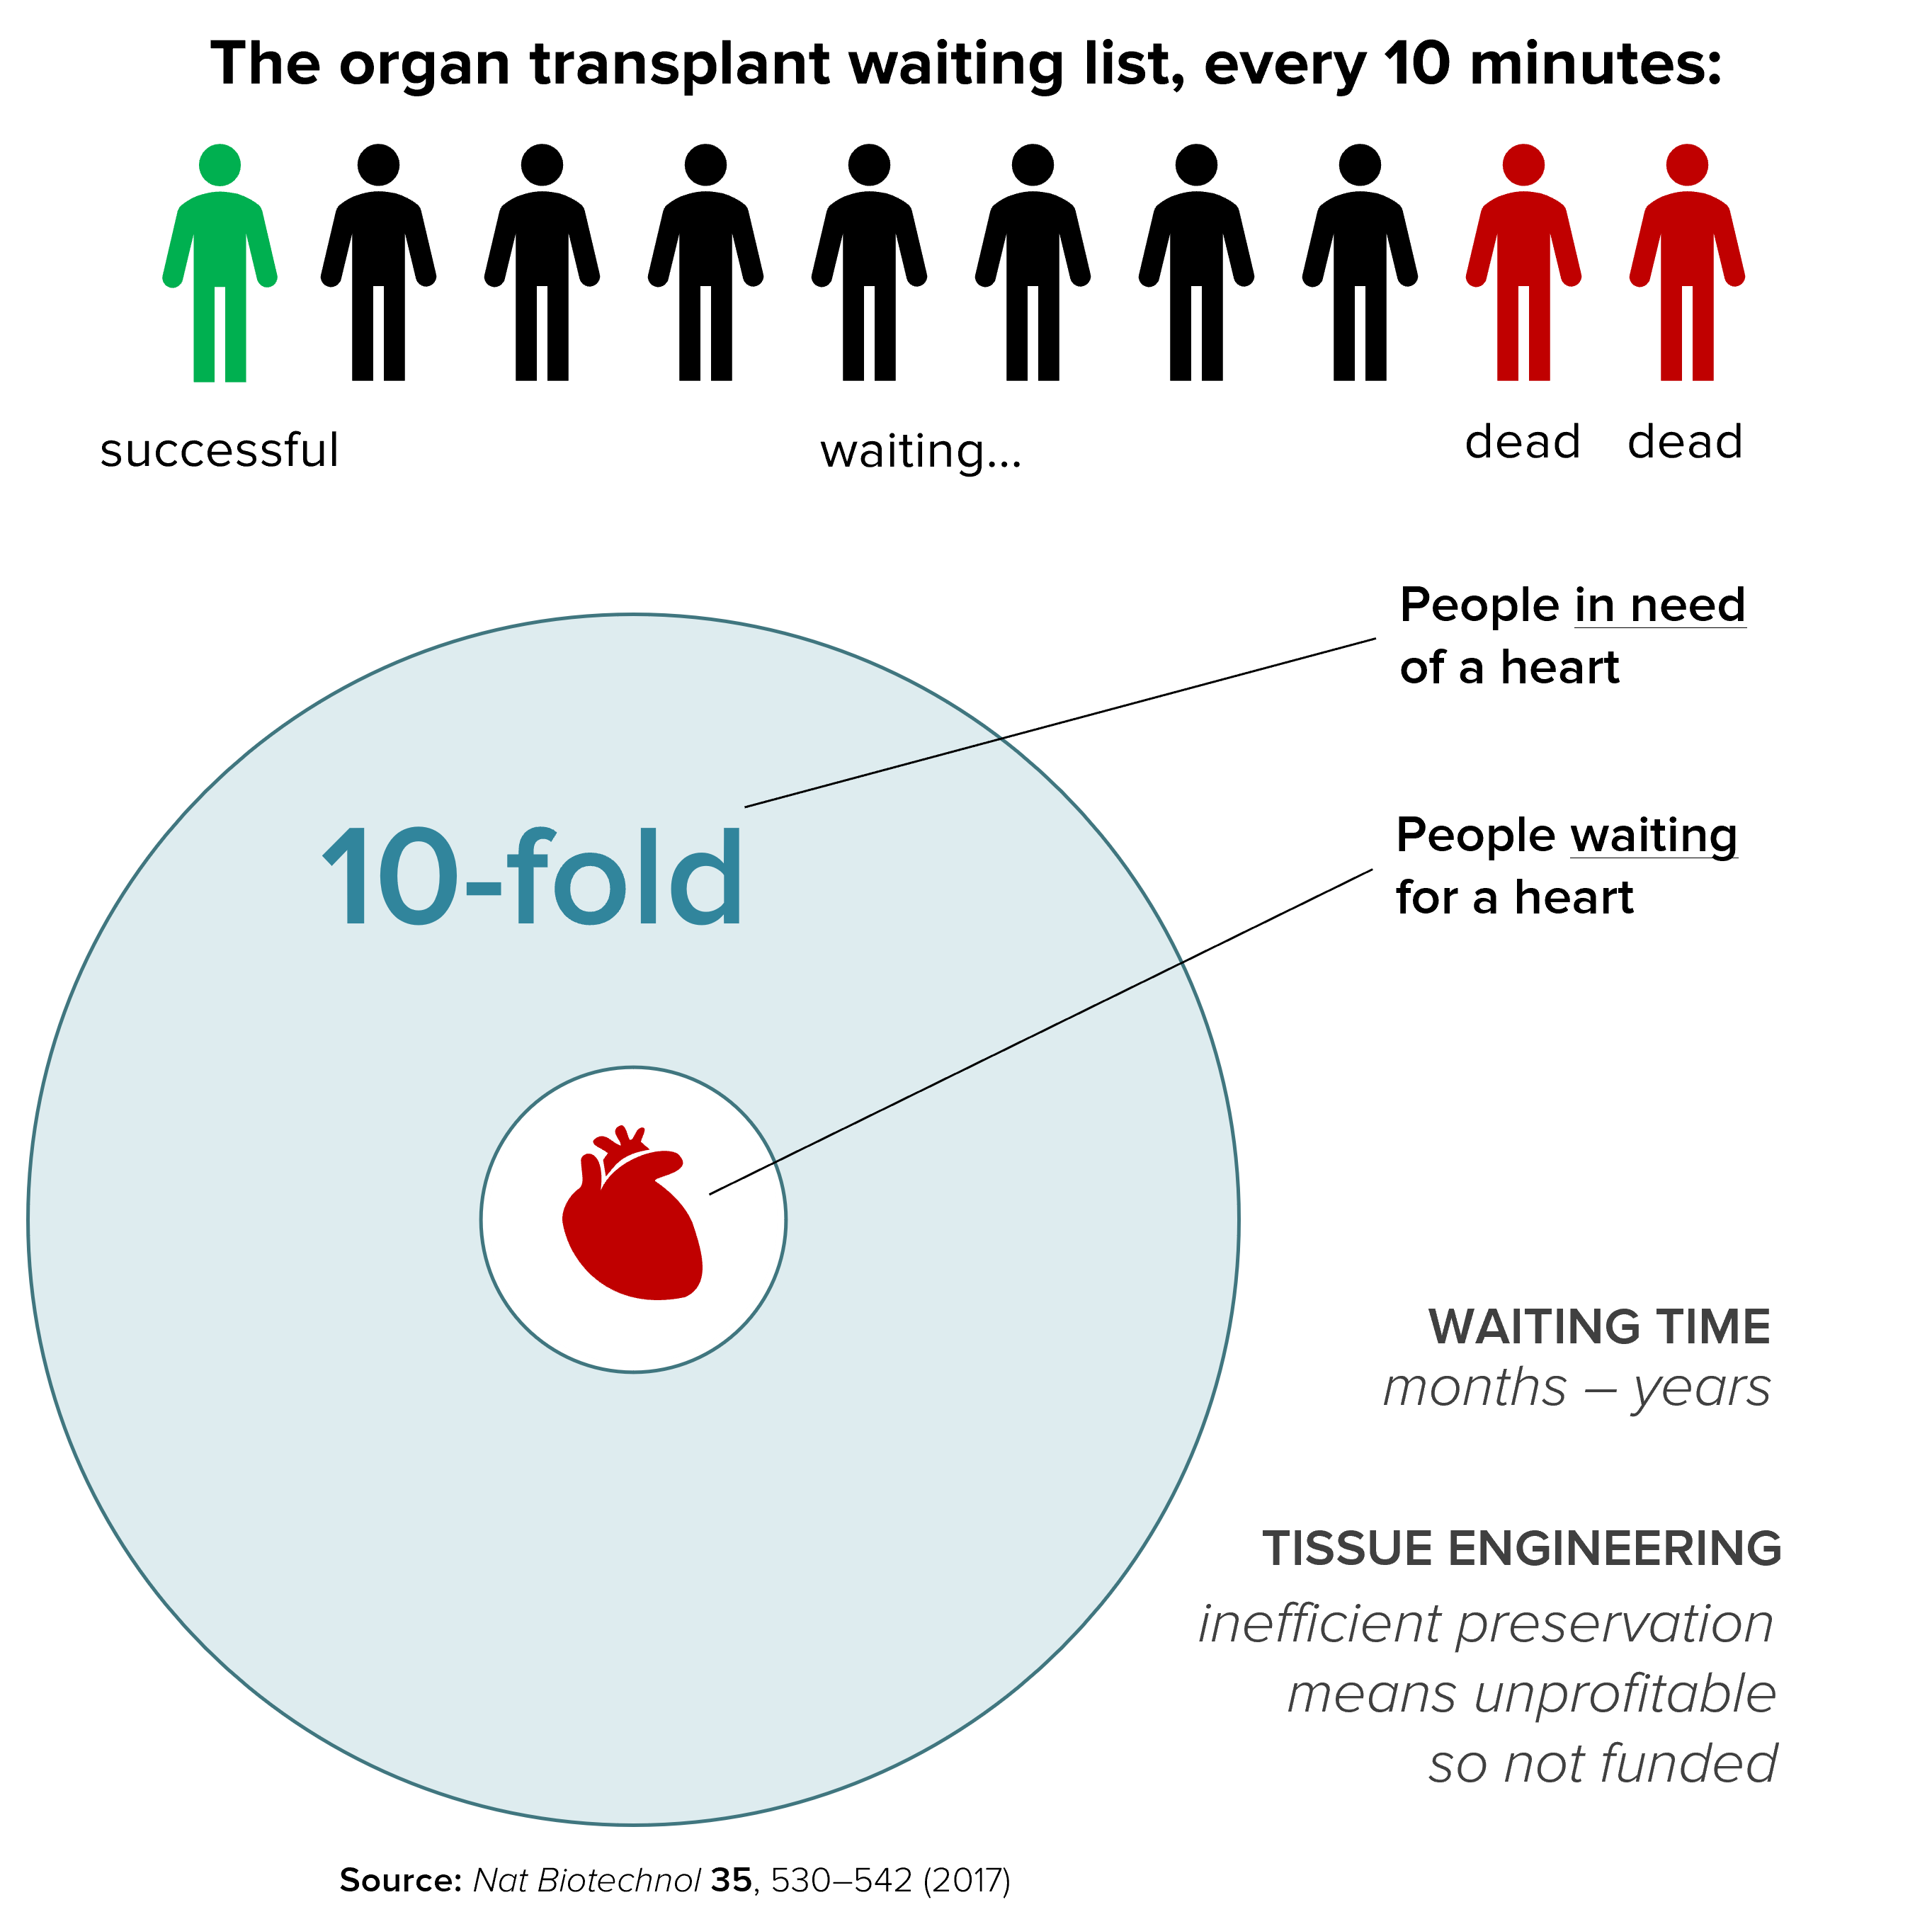 The organ transplant waiting list, every 10 minutes:
successful
waiting...
dead
dead
People in need
of a heart
10-fold
People waiting
for a heart
WAITING TIME
months – years
TISSUE ENGINEERING
inefficient preservation
means unprofitable
so not funded
Source: Nat Biotechnol 35, 530–542 (2017)